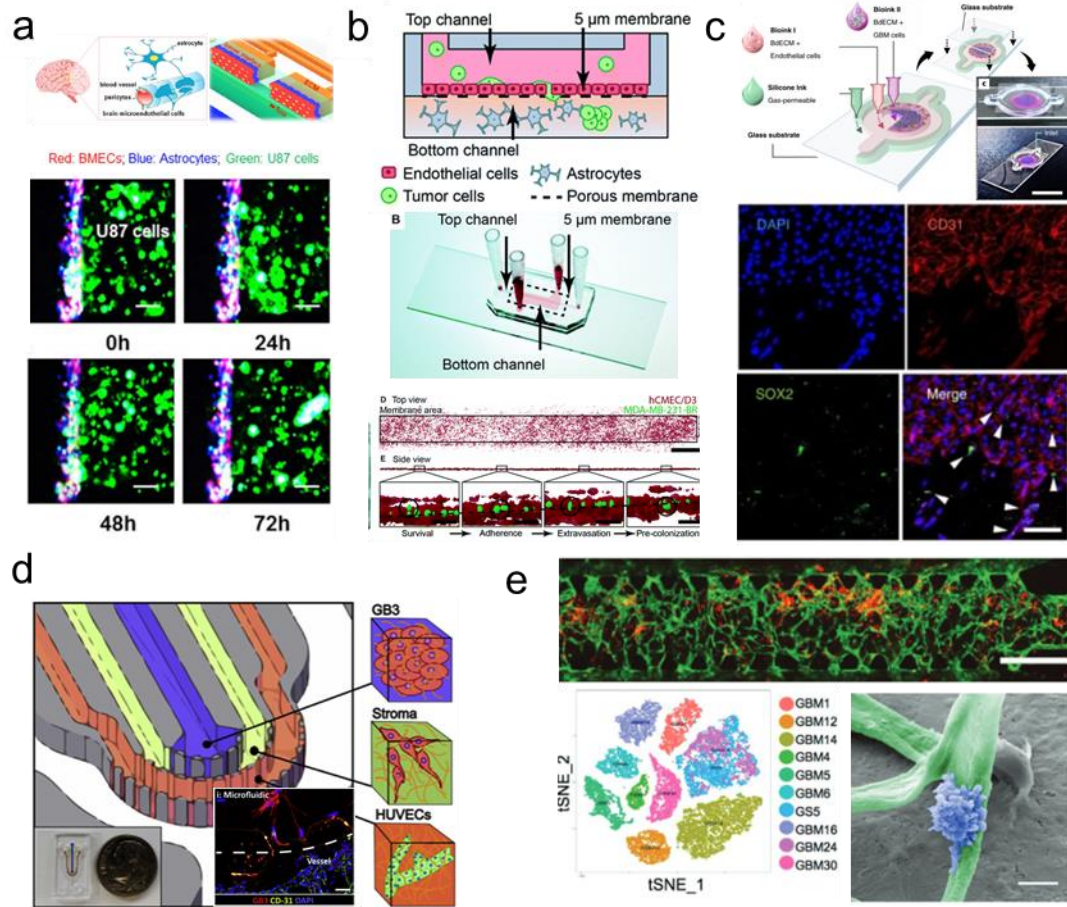 a
astrocyte
blood vessel
pericytes
brain-microendothelial cells
ECM
Red: BMECs; Blue: Astrocytes; Green: U87 cells
U87 cells
0h
24h
48h
72h
b
Top channel
5 µm membrane
Bottom channel
Endothelial cells
Astrocytes
Tumor cells
Porous membrane
B
Top channel
5 µm membrane
Bottom channel
D Top view
hCMEC/D3
Membrane area:
MDA-MB-231-BR
E Side view
Survival
Adherence
Extravasation
Pre-colonization
c
Bioink I
BdECM +
Endothelial cells
Bioink II
BdECM +
GBM cells
Glass substrate
Silicone Ink
Gas-permeable
Glass substrate
c
Inlet
DAPI
CD31
SOX2
Merge
d
GB3
Stroma
HUVECs
i: Microfluidic
Vessel
GB3 CD-31 DAPI
e
tSNE_2
tSNE_1
GBM1
GBM12
GBM14
GBM4
GBM5
GBM6
GS5
GBM16
GBM24
GBM30